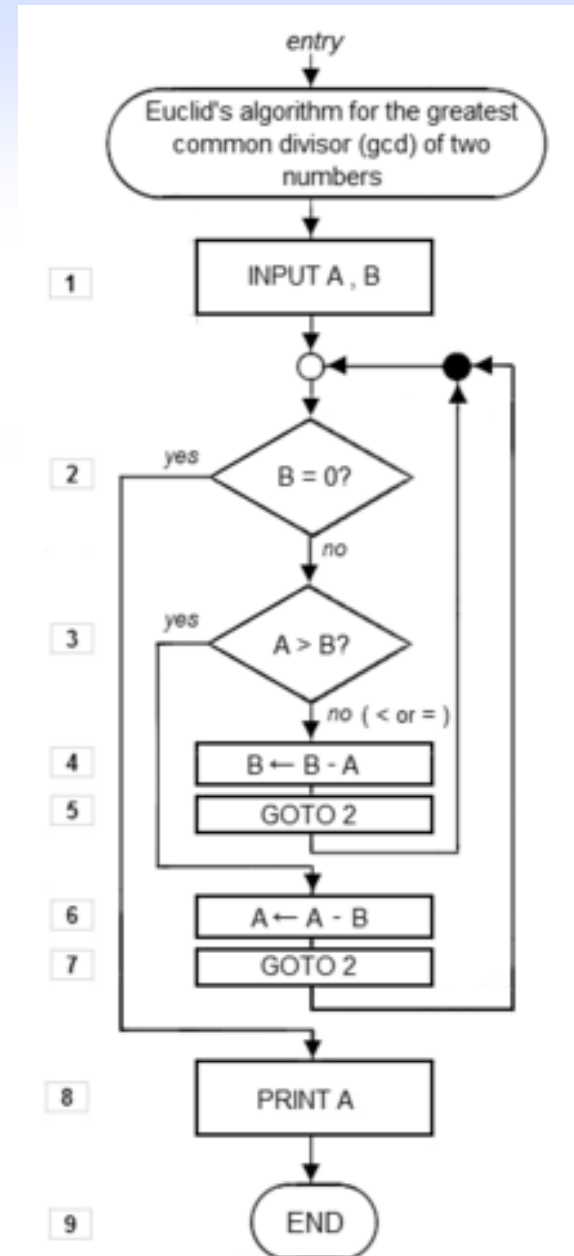 entry
Euclid's algorithm for the greatest
common divisor (gcd) of two
numbers
1
INPUT A , B
2
yes
B = 0?
no
3
yes
A > B?
no ( < or = )
4
B ← B - A
5
GOTO 2
6
A ← A - B
7
GOTO 2
8
PRINT A
9
END